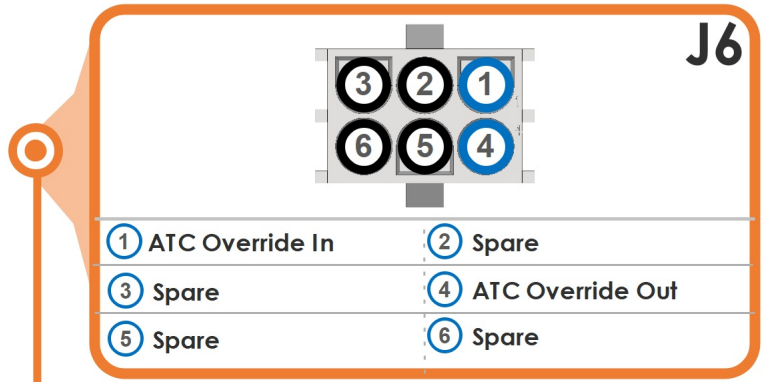 J6
3 2 1
6 5 4
1 ATC Override In 2 Spare
3 Spare 4 ATC Override Out
5 Spare 6 Spare